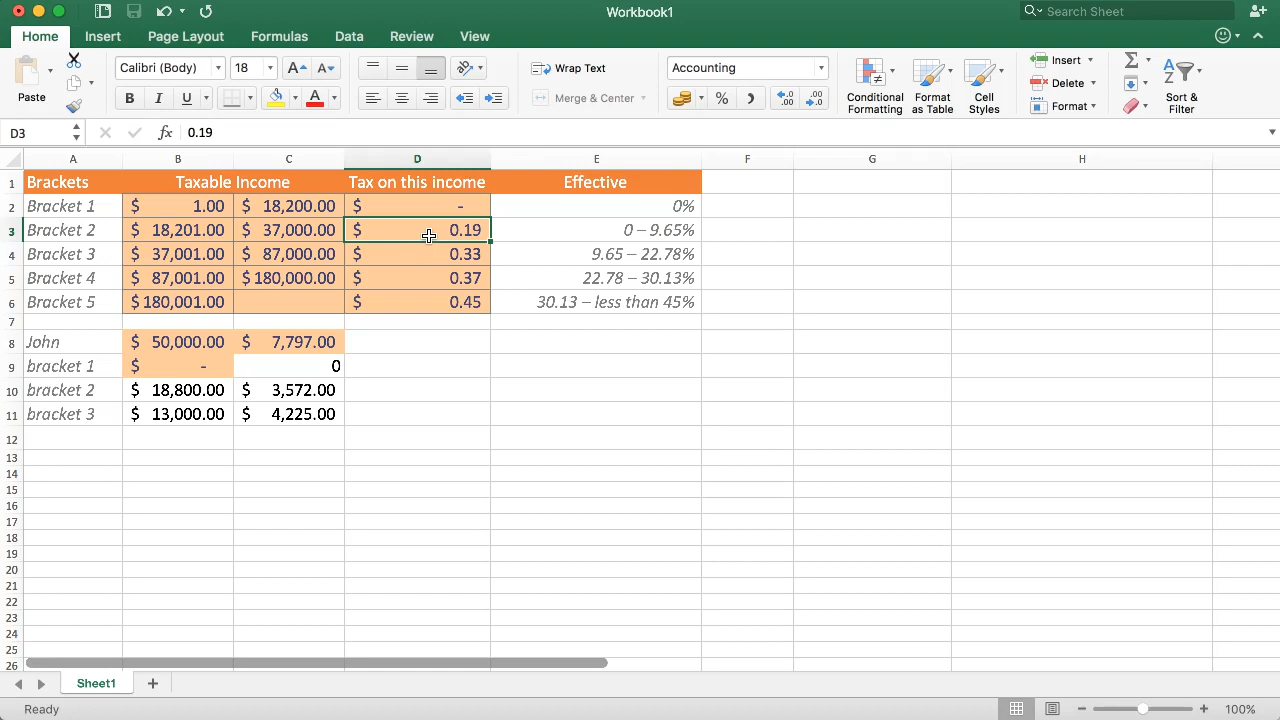 Workbook1
Search Sheet
Home Insert Page Layout Formulas Data Review View
Paste
Calibri (Body) 18
B I U A
Wrap Text
Merge & Center
Accounting
%
Conditional Formatting
Format as Table
Cell Styles
Insert
Delete
Format
Sort & Filter
D3 fx 0.19
A B C D E F G H
1 Brackets Taxable Income Tax on this income Effective
2 Bracket 1 $ 1.00 $ 18,200.00 $ - 0%
3 Bracket 2 $ 18,201.00 $ 37,000.00 $ 0.19 0 – 9.65%
4 Bracket 3 $ 37,001.00 $ 87,000.00 $ 0.33 9.65 – 22.78%
5 Bracket 4 $ 87,001.00 $ 180,000.00 $ 0.37 22.78 – 30.13%
6 Bracket 5 $ 180,001.00 $ 0.45 30.13 – less than 45%
7
8 John $ 50,000.00 $ 7,797.00
9 bracket 1 $ - 0
10 bracket 2 $ 18,800.00 $ 3,572.00
11 bracket 3 $ 13,000.00 $ 4,225.00
12
13
14
15
16
17
18
19
20
21
22
23
24
25
26
Sheet1
Ready 100%